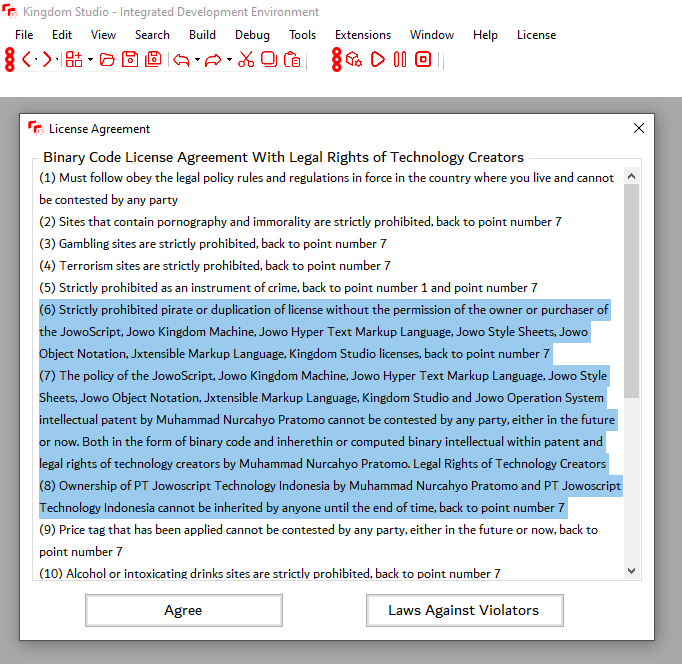 Kingdom Studio - Integrated Development Environment
File Edit View Search Build Debug Tools Extensions Window Help License
License Agreement
Binary Code License Agreement With Legal Rights of Technology Creators
(1) Must follow obey the legal policy rules and regulations in force in the country where you live and cannot
be contested by any party
(2) Sites that contain pornography and immorality are strictly prohibited, back to point number 7
(3) Gambling sites are strictly prohibited, back to point number 7
(4) Terrorism sites are strictly prohibited, back to point number 7
(5) Strictly prohibited as an instrument of crime, back to point number 1 and point number 7
(6) Strictly prohibited pirate or duplication of license without the permission of the owner or purchaser of
the JowoScript, Jowo Kingdom Machine, Jowo Hyper Text Markup Language, Jowo Style Sheets, Jowo
Object Notation, Jxtensible Markup Language, Kingdom Studio licenses, back to point number 7
(7) The policy of the JowoScript, Jowo Kingdom Machine, Jowo Hyper Text Markup Language, Jowo Style
Sheets, Jowo Object Notation, Jxtensible Markup Language, Kingdom Studio and Jowo Operation System
intellectual patent by Muhammad Nurcahyo Pratomo cannot be contested by any party, either in the future
or now. Both in the form of binary code and inherethin or computed binary intellectual within patent and
legal rights of technology creators by Muhammad Nurcahyo Pratomo. Legal Rights of Technology Creators
(8) Ownership of PT Jowoscript Technology Indonesia by Muhammad Nurcahyo Pratomo and PT Jowoscript
Technology Indonesia cannot be inherited by anyone until the end of time, back to point number 7
(9) Price tag that has been applied cannot be contested by any party, either in the future or now, back to
point number 7
(10) Alcohol or intoxicating drinks sites are strictly prohibited, back to point number 7
Agree Laws Against Violators